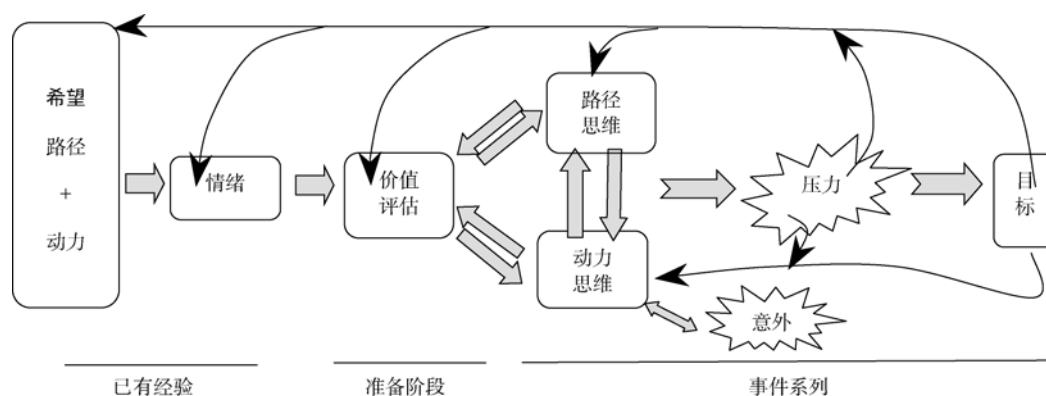 希望
路径
+
动力
情绪
价值
评估
路径
思维
动力
思维
压力
意外
目
标
已有经验
准备阶段
事件系列